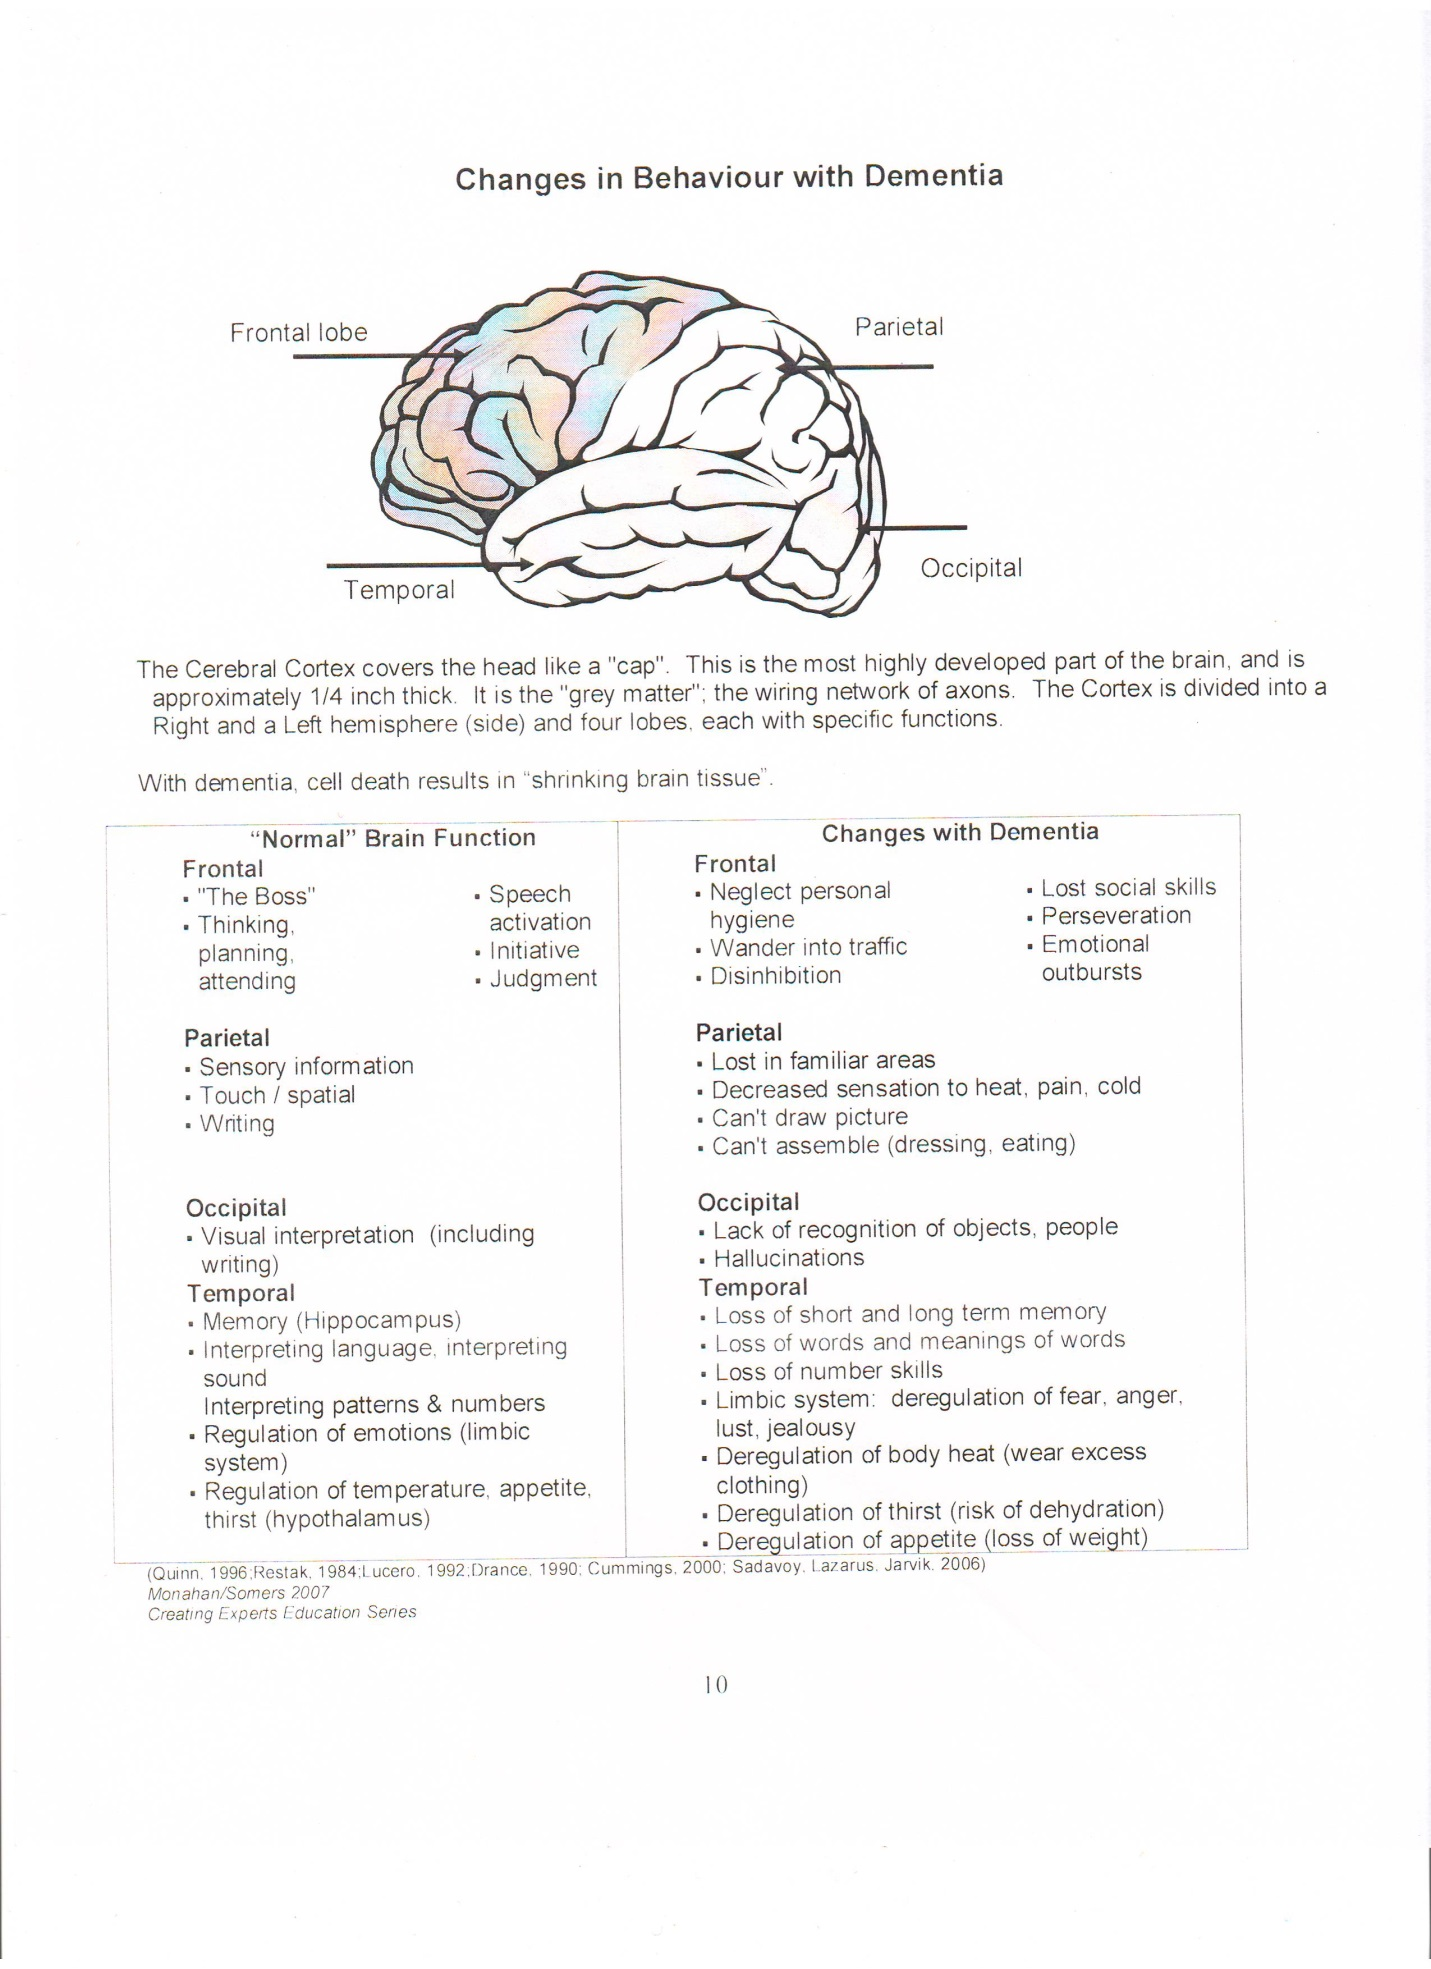 Changes in Behaviour with Dementia
Frontal lobe
Parietal
Temporal
Occipital
The Cerebral Cortex covers the head like a "cap".  This is the most highly developed part of the brain, and is
approximately 1/4 inch thick.  It is the "grey matter"; the wiring network of axons.  The Cortex is divided into a
Right and a Left hemisphere (side) and four lobes, each with specific functions.
With dementia, cell death results in “shrinking brain tissue”.
“Normal” Brain Function
Frontal
▪ "The Boss"
▪ Thinking,
planning,
attending
▪ Speech
activation
▪ Initiative
▪ Judgment
Parietal
▪ Sensory information
▪ Touch / spatial
▪ Writing
Occipital
▪ Visual interpretation  (including
writing)
Temporal
▪ Memory (Hippocampus)
▪ Interpreting language, interpreting
sound
Interpreting patterns & numbers
▪ Regulation of emotions (limbic
system)
▪ Regulation of temperature, appetite,
thirst (hypothalamus)
Changes with Dementia
Frontal
▪ Neglect personal
hygiene
▪ Wander into traffic
▪ Disinhibition
▪ Lost social skills
▪ Perseveration
▪ Emotional
outbursts
Parietal
▪ Lost in familiar areas
▪ Decreased sensation to heat, pain, cold
▪ Can't draw picture
▪ Can't assemble (dressing, eating)
Occipital
▪ Lack of recognition of objects, people
▪ Hallucinations
Temporal
▪ Loss of short and long term memory
▪ Loss of words and meanings of words
▪ Loss of number skills
▪ Limbic system:  deregulation of fear, anger,
lust, jealousy
▪ Deregulation of body heat (wear excess
clothing)
▪ Deregulation of thirst (risk of dehydration)
▪ Deregulation of appetite (loss of weight)
(Quinn, 1996;Restak, 1984;Lucero, 1992;Drance, 1990; Cummings, 2000; Sadavoy, Lazarus, Jarvik, 2006)
Monahan/Somers 2007
Creating Experts Education Series
10